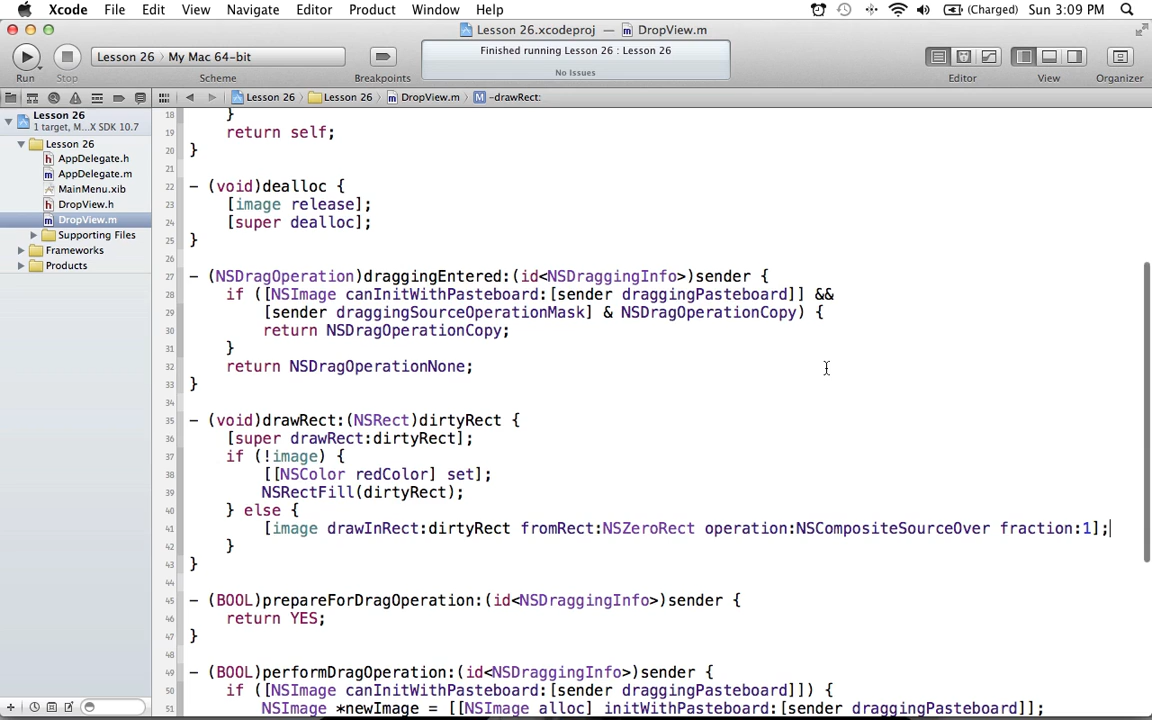 Xcode File Edit View Navigate Editor Product Window Help (Charged) Sun 3:09 PM
Lesson 26.xcodeproj — DropView.m
Run Stop Lesson 26 My Mac 64-bit Scheme Breakpoints Finished running Lesson 26 : Lesson 26 No Issues Editor View Organizer
Lesson 26 Lesson 26 DropView.m M -drawRect:
Lesson 26
1 target, M...X SDK 10.7
Lesson 26
h AppDelegate.h
m AppDelegate.m
MainMenu.xib
h DropView.h
m DropView.m
Supporting Files
Frameworks
Products
18 }
19 return self;
20 }
21
22 - (void)dealloc {
23 [image release];
24 [super dealloc];
25 }
26
27 - (NSDragOperation)draggingEntered:(id<NSDraggingInfo>)sender {
28 if ([NSImage canInitWithPasteboard:[sender draggingPasteboard]] &&
29 [sender draggingSourceOperationMask] & NSDragOperationCopy) {
30 return NSDragOperationCopy;
31 }
32 return NSDragOperationNone;
33 }
34
35 - (void)drawRect:(NSRect)dirtyRect {
36 [super drawRect:dirtyRect];
37 if (!image) {
38 [[NSColor redColor] set];
39 NSRectFill(dirtyRect);
40 } else {
41 [image drawInRect:dirtyRect fromRect:NSZeroRect operation:NSCompositeSourceOver fraction:1];
42 }
43 }
44
45 - (BOOL)prepareForDragOperation:(id<NSDraggingInfo>)sender {
46 return YES;
47 }
48
49 - (BOOL)performDragOperation:(id<NSDraggingInfo>)sender {
50 if ([NSImage canInitWithPasteboard:[sender draggingPasteboard]]) {
51 NSImage *newImage = [[NSImage alloc] initWithPasteboard:[sender draggingPasteboard]];